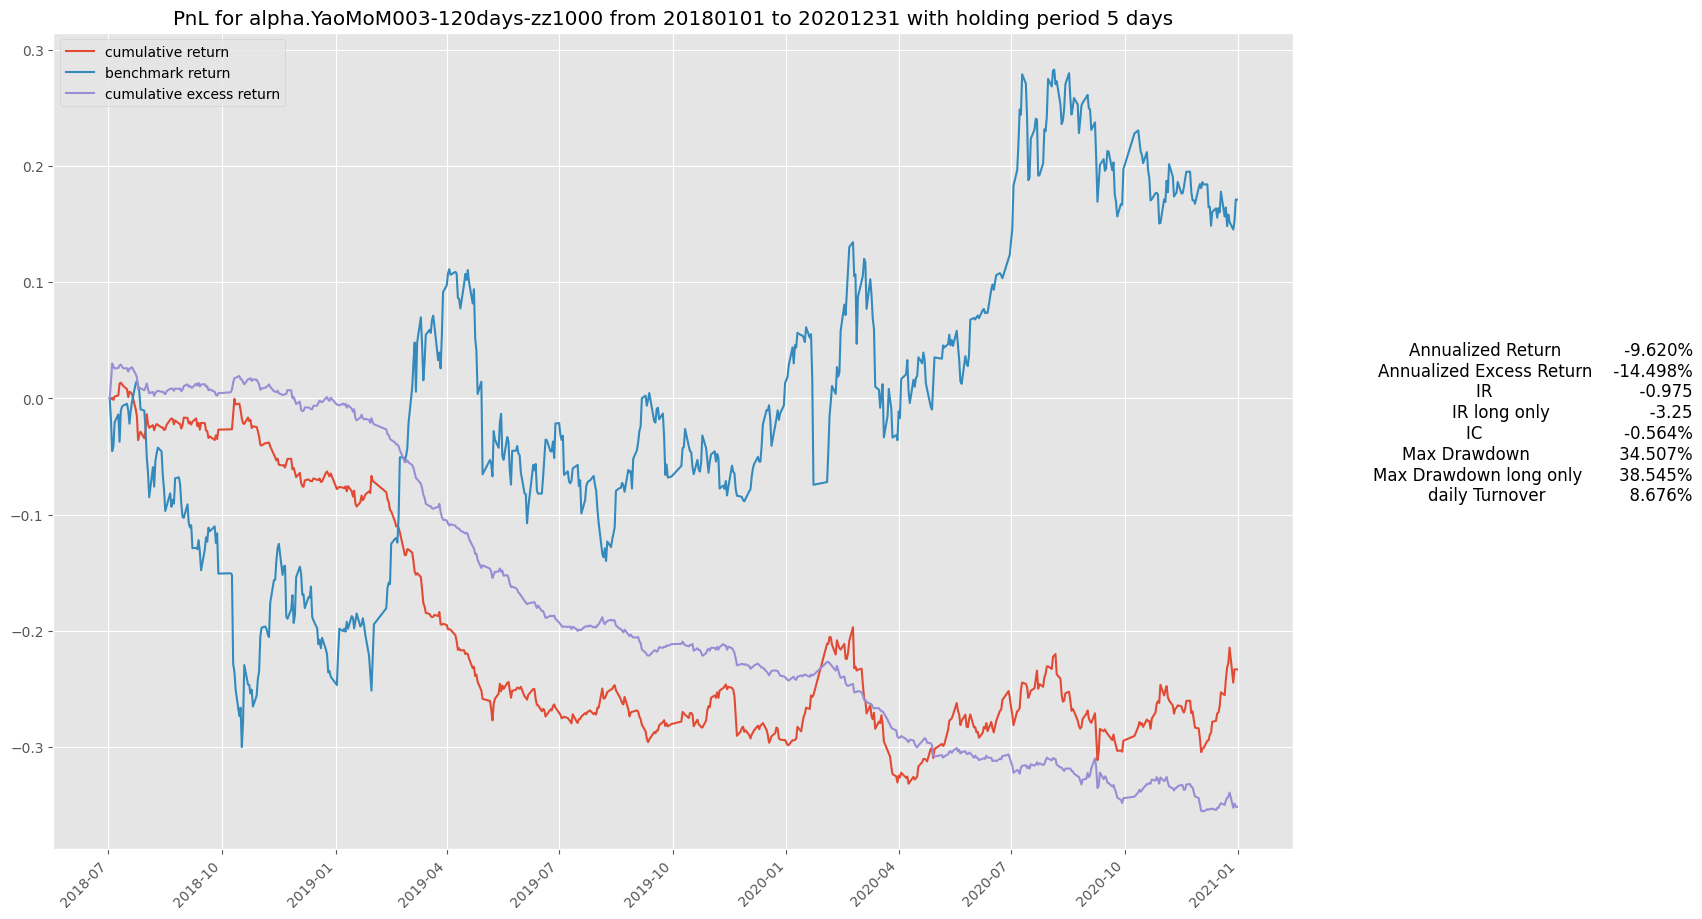 PnL for alpha.YaoMoM003-120days-zz1000 from 20180101 to 20201231 with holding period 5 days
cumulative return
benchmark return
cumulative excess return
0.3
0.2
0.1
0.0
−0.1
−0.2
−0.3
2018-07
2018-10
2019-01
2019-04
2019-07
2019-10
2020-01
2020-04
2020-07
2020-10
2021-01
Annualized Return -9.620%
Annualized Excess Return -14.498%
IR -0.975
IR long only -3.25
IC -0.564%
Max Drawdown 34.507%
Max Drawdown long only 38.545%
daily Turnover 8.676%